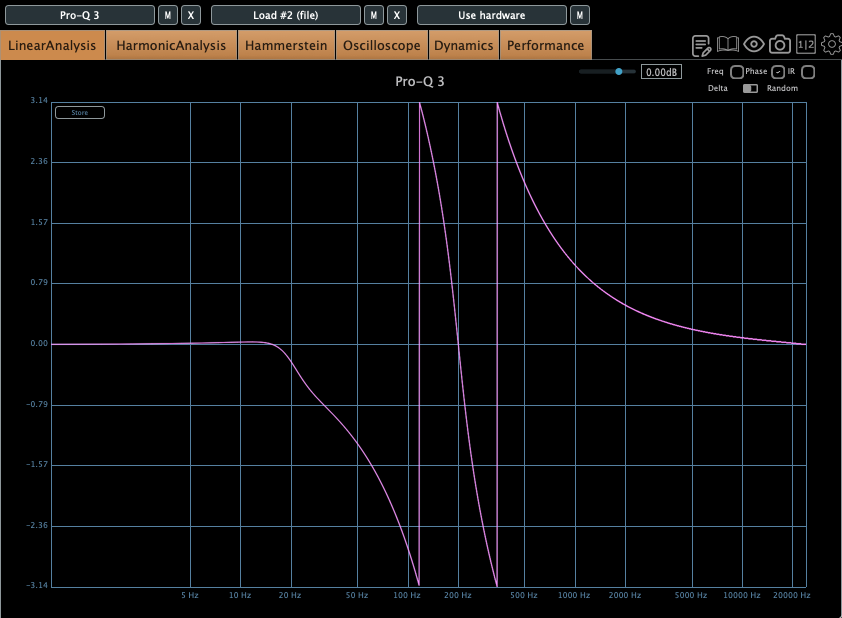 Pro-Q 3 M X Load #2 (file) M X Use hardware M
LinearAnalysis HarmonicAnalysis Hammerstein Oscilloscope Dynamics Performance 1|2
Pro-Q 3 0.00dB Freq Phase IR
Delta Random
3.14
Store
2.36
1.57
0.79
0.00
-0.79
-1.57
-2.36
-3.14
5 Hz 10 Hz 20 Hz 50 Hz 100 Hz 200 Hz 500 Hz 1000 Hz 2000 Hz 5000 Hz 10000 Hz 20000 Hz